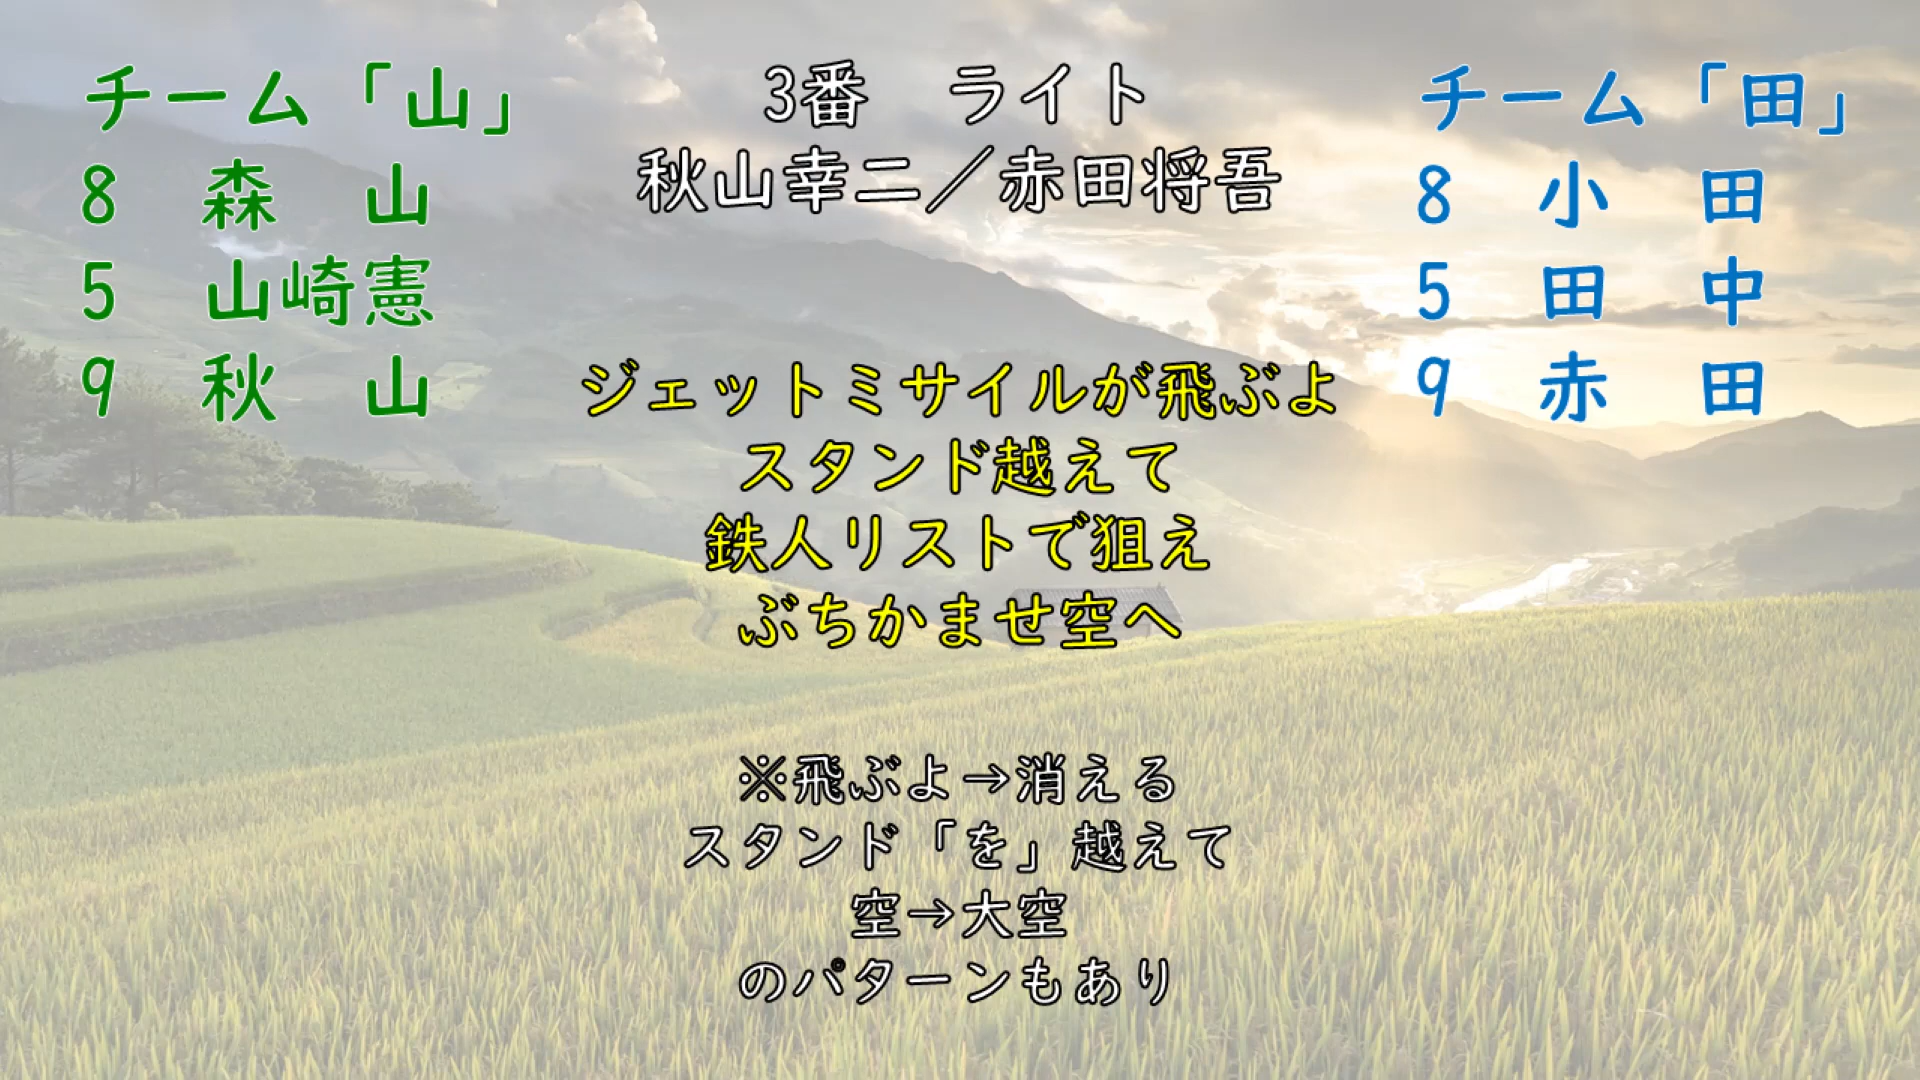 チーム「山」
8　森　山
5　山崎憲
9　秋　山
3番　ライト
秋山幸二／赤田将吾
ジェットミサイルが飛ぶよ
スタンド越えて
鉄人リストで狙え
ぶちかませ空へ
※飛ぶよ→消える
スタンド「を」越えて
空→大空
のパターンもあり
チーム「田」
8　小　田
5　田　中
9　赤　田